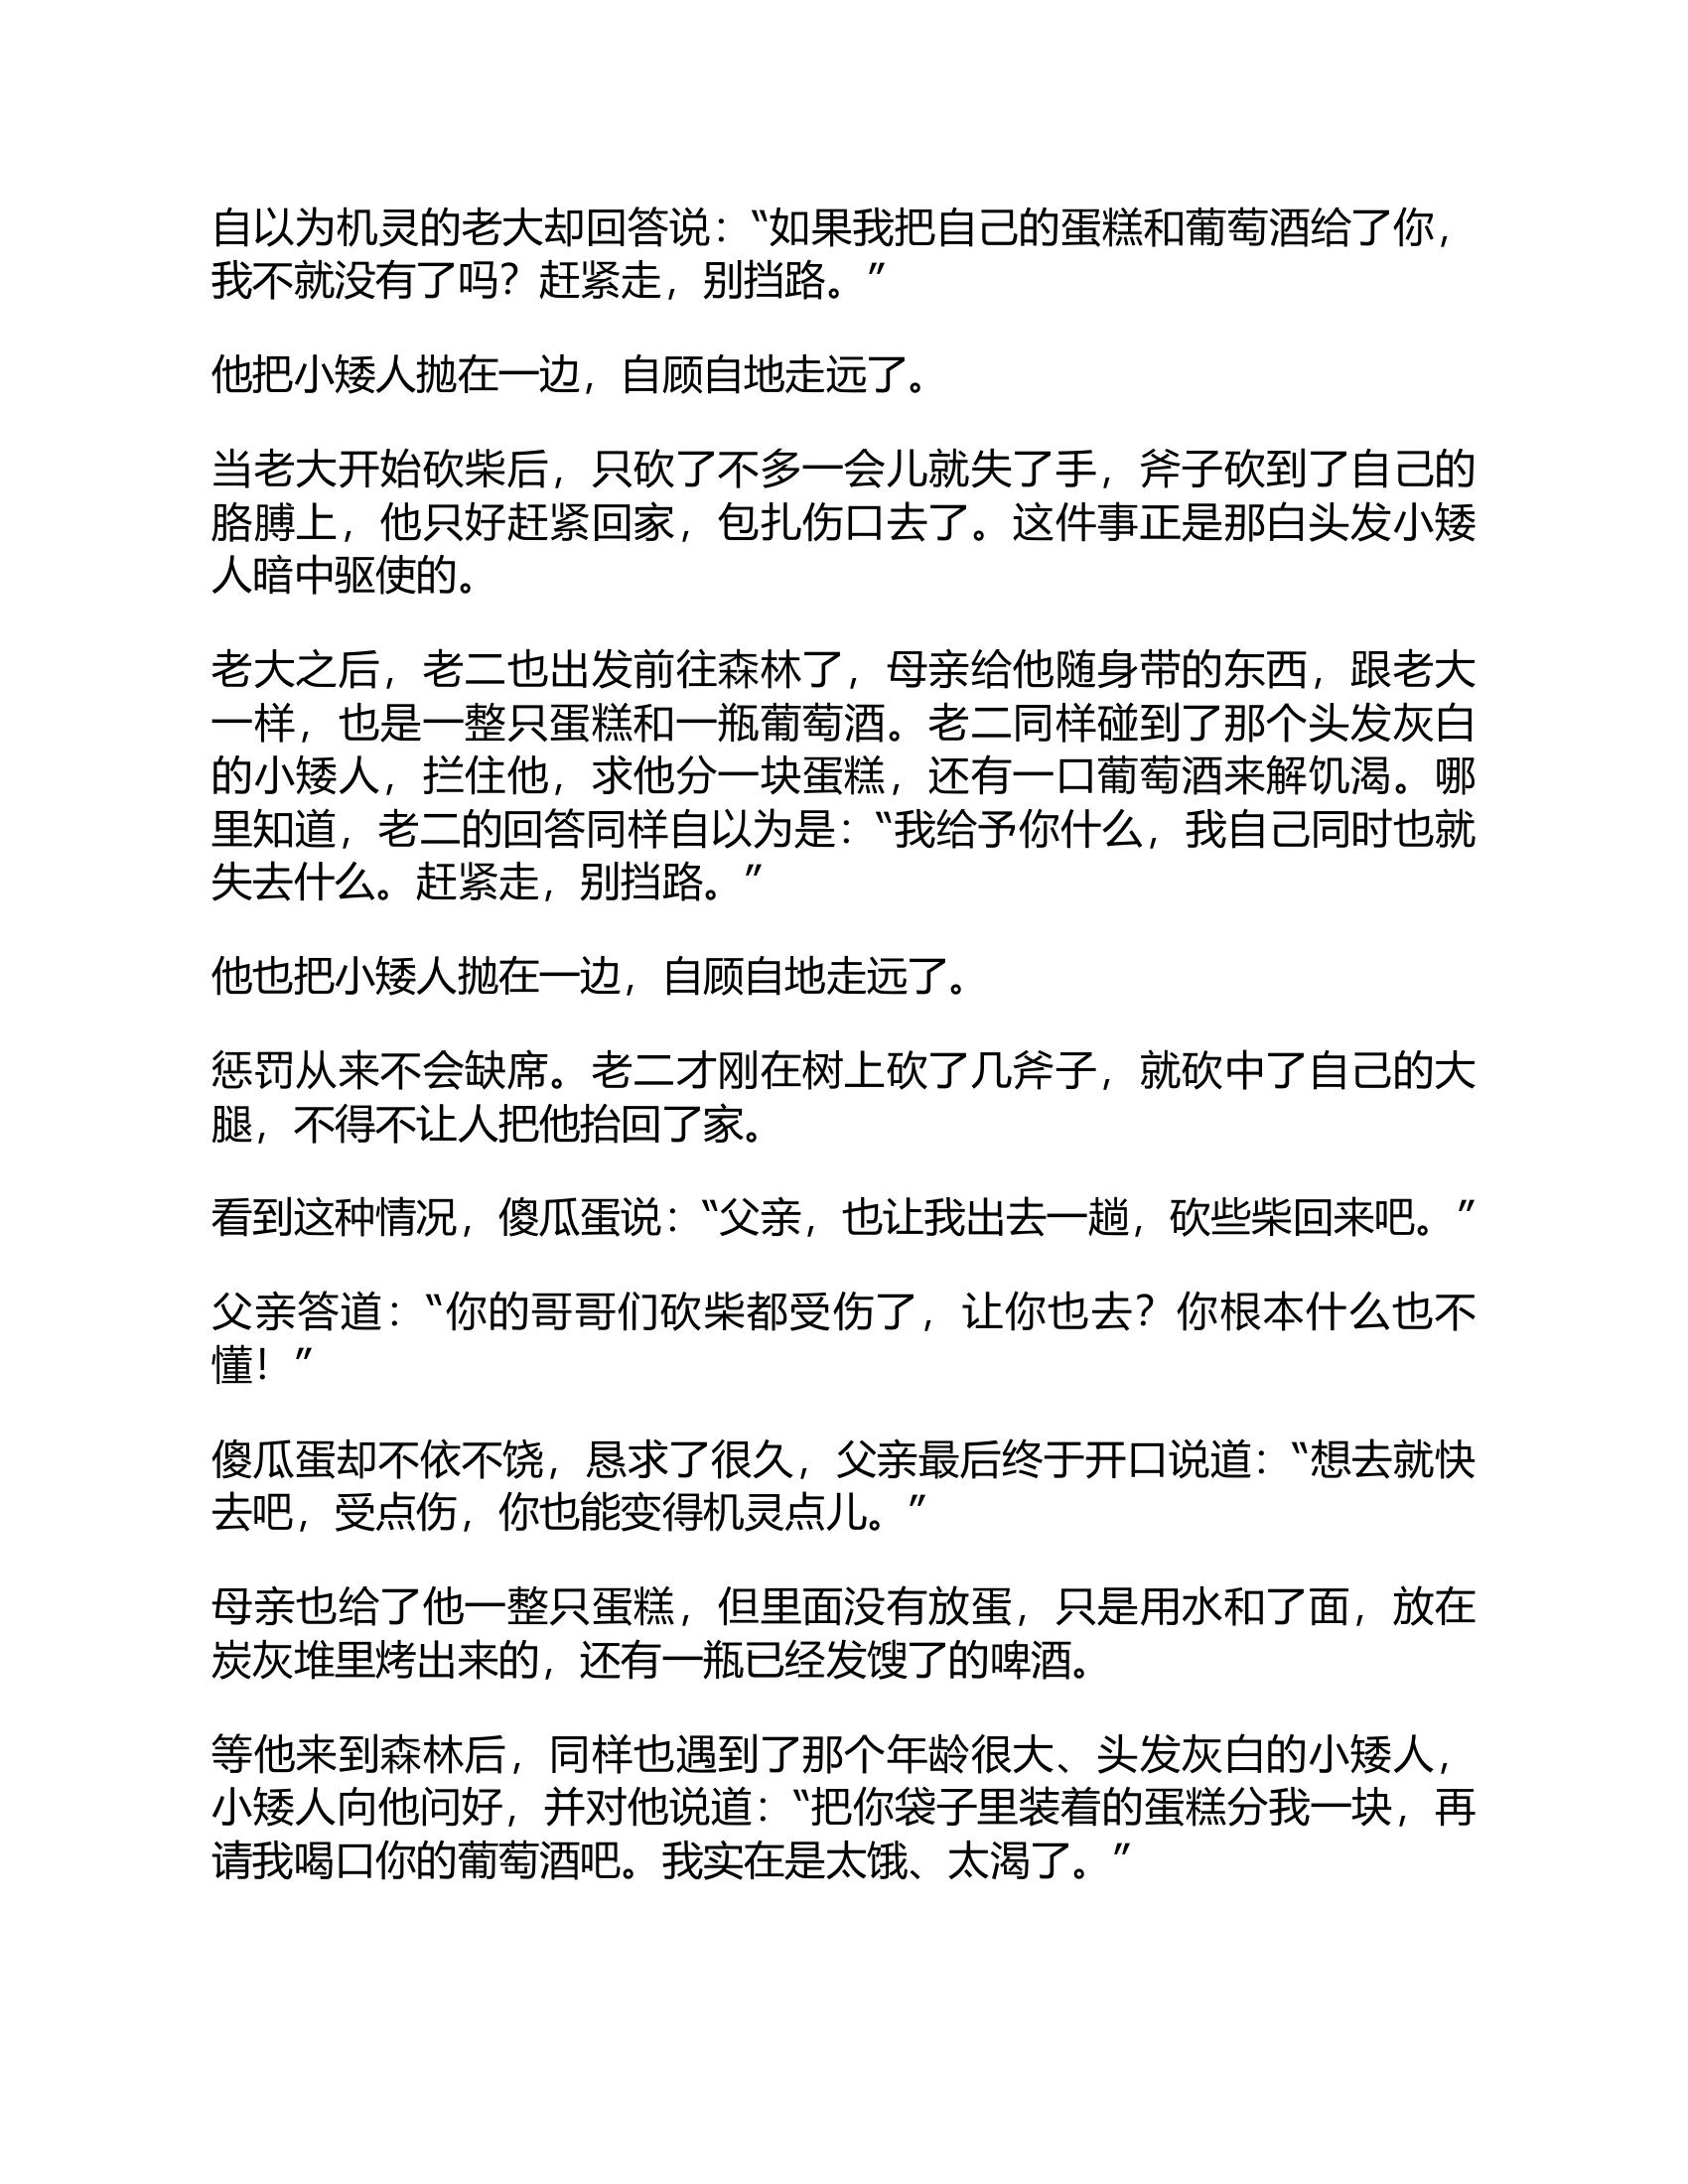 自以为机灵的老大却回答说：“如果我把自己的蛋糕和葡萄酒给了你，
我不就没有了吗？赶紧走，别挡路。”
他把小矮人抛在一边，自顾自地走远了。
当老大开始砍柴后，只砍了不多一会儿就失了手，斧子砍到了自己的
胳膊上，他只好赶紧回家，包扎伤口去了。这件事正是那白头发小矮
人暗中驱使的。
老大之后，老二也出发前往森林了，母亲给他随身带的东西，跟老大
一样，也是一整只蛋糕和一瓶葡萄酒。老二同样碰到了那个头发灰白
的小矮人，拦住他，求他分一块蛋糕，还有一口葡萄酒来解饥渴。哪
里知道，老二的回答同样自以为是：“我给予你什么，我自己同时也就
失去什么。赶紧走，别挡路。”
他也把小矮人抛在一边，自顾自地走远了。
惩罚从来不会缺席。老二才刚在树上砍了几斧子，就砍中了自己的大
腿，不得不让人把他抬回了家。
看到这种情况，傻瓜蛋说：“父亲，也让我出去一趟，砍些柴回来吧。”
父亲答道：“你的哥哥们砍柴都受伤了，让你也去？你根本什么也不
懂！”
傻瓜蛋却不依不饶，恳求了很久，父亲最后终于开口说道：“想去就快
去吧，受点伤，你也能变得机灵点儿。”
母亲也给了他一整只蛋糕，但里面没有放蛋，只是用水和了面，放在
炭灰堆里烤出来的，还有一瓶已经发馊了的啤酒。
等他来到森林后，同样也遇到了那个年龄很大、头发灰白的小矮人，
小矮人向他问好，并对他说道：“把你袋子里装着的蛋糕分我一块，再
请我喝口你的葡萄酒吧。我实在是太饿、太渴了。”